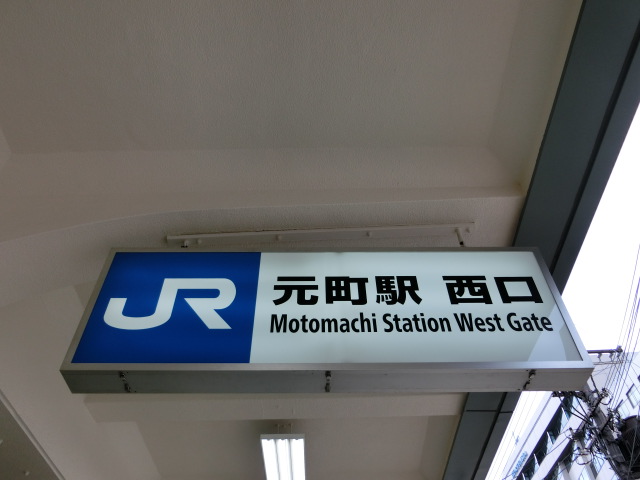 JR
元町駅 西口
Motomachi Station West Gate